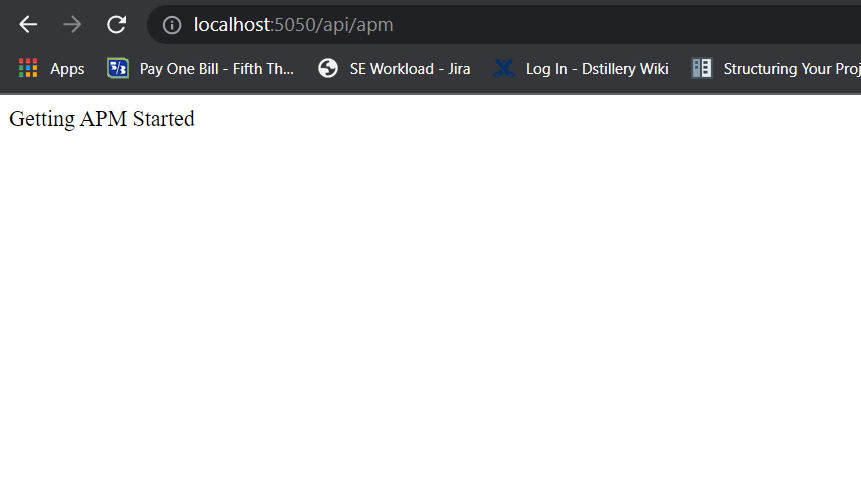 localhost:5050/api/apm
Apps Pay One Bill - Fifth Th... SE Workload - Jira Log In - Dstillery Wiki Structuring Your Proj
Getting APM Started